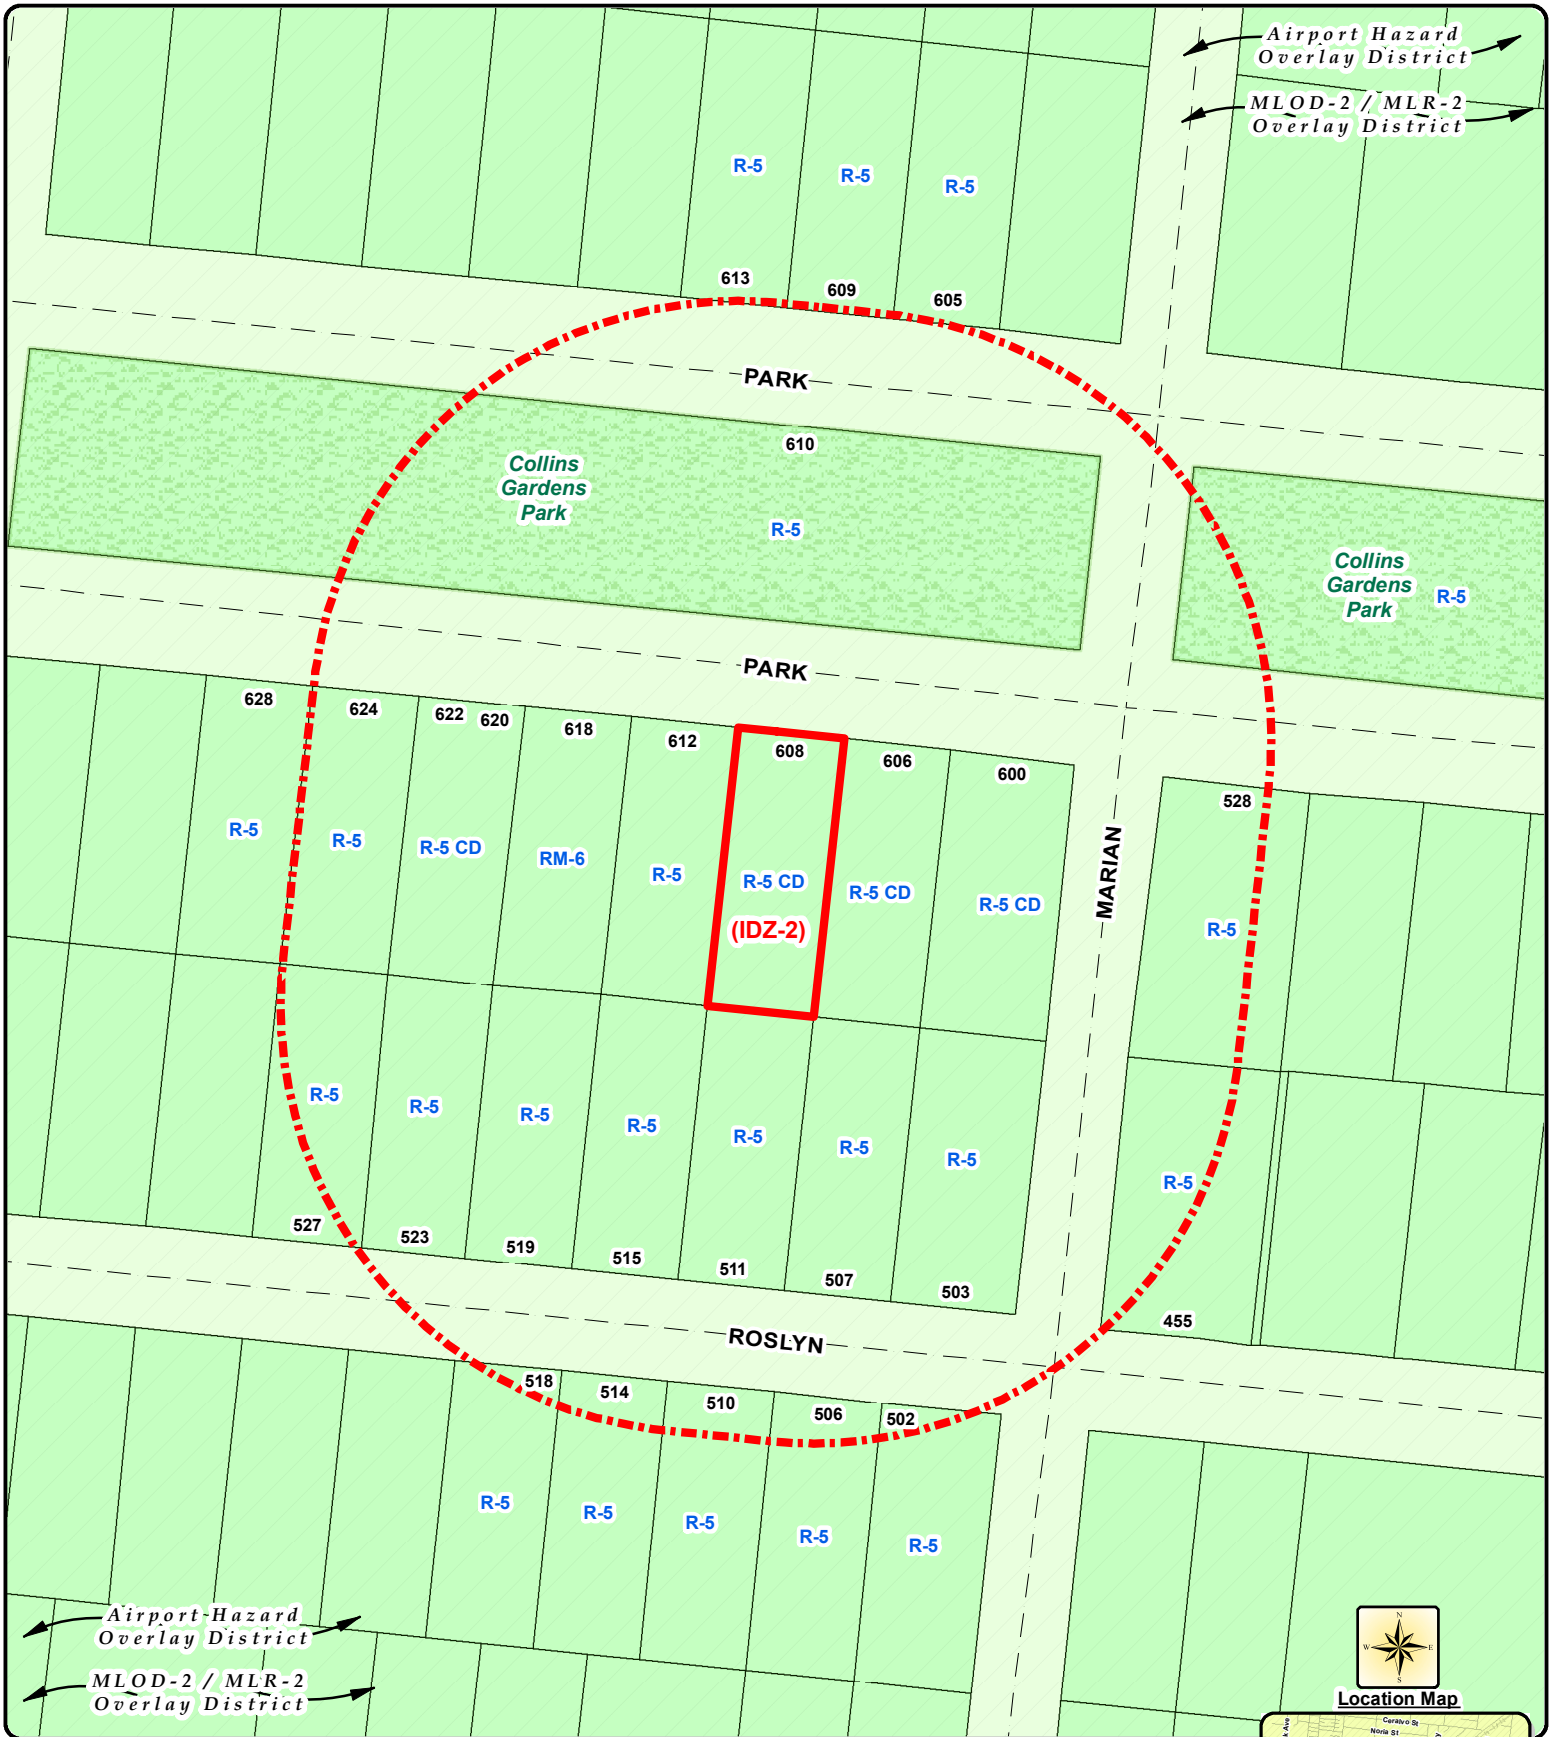 Airport Hazard
Overlay District
MLOD-2 / MLR-2
Overlay District
R-5
R-5
R-5
613
609
605
PARK
610
Collins
Gardens
Park
R-5
Collins
Gardens
Park
R-5
PARK
628
624
622
620
618
612
608
606
600
528
R-5
R-5
R-5 CD
RM-6
R-5
R-5 CD
(IDZ-2)
R-5 CD
R-5 CD
MARIAN
R-5
R-5
R-5
R-5
R-5
R-5
R-5
R-5
R-5
527
523
519
515
511
507
503
455
ROSLYN
518
514
510
506
502
R-5
R-5
R-5
R-5
R-5
Airport Hazard
Overlay District
MLOD-2 / MLR-2
Overlay District
N
W
E
S
Location Map
Ceralvo St
Noria St